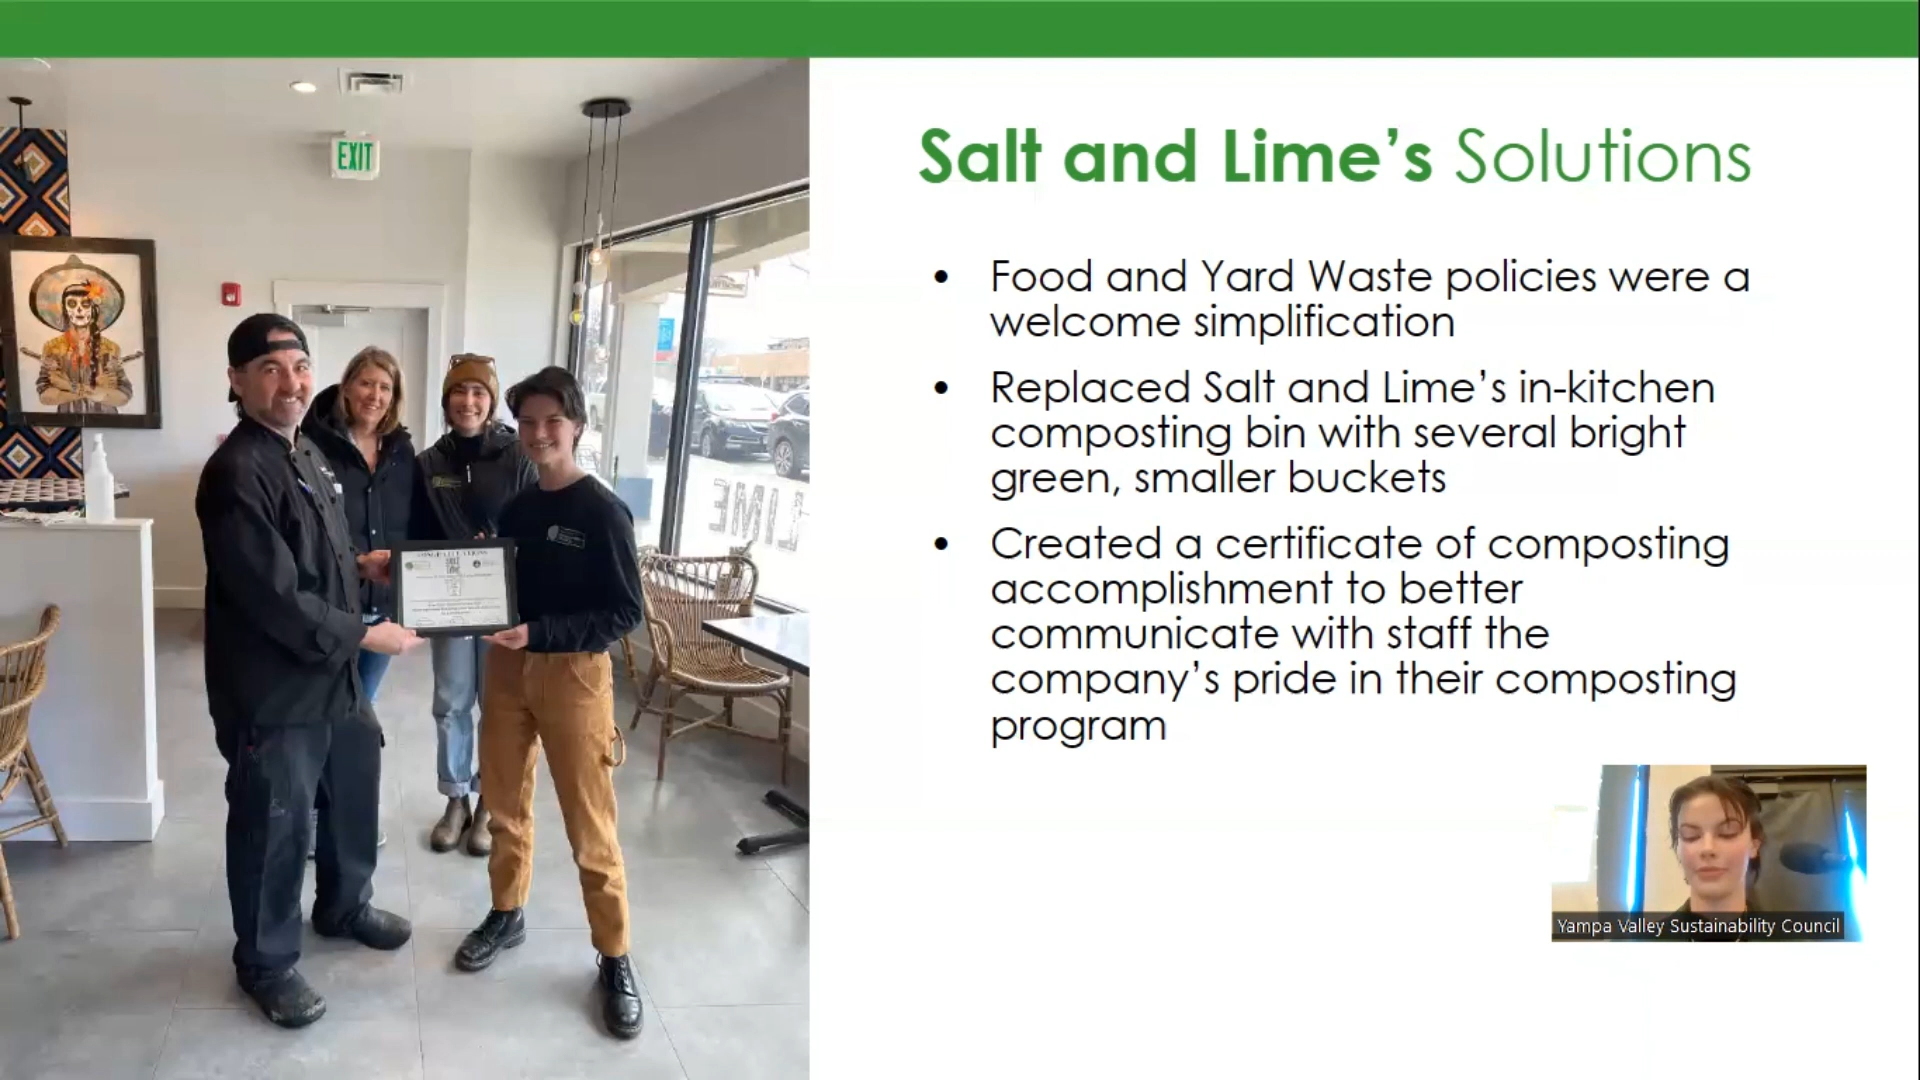 EXIT
Salt and Lime’s Solutions
• Food and Yard Waste policies were a
welcome simplification
• Replaced Salt and Lime’s in-kitchen
composting bin with several bright
green, smaller buckets
• Created a certificate of composting
accomplishment to better
communicate with staff the
company’s pride in their composting
program
Yampa Valley Sustainability Council